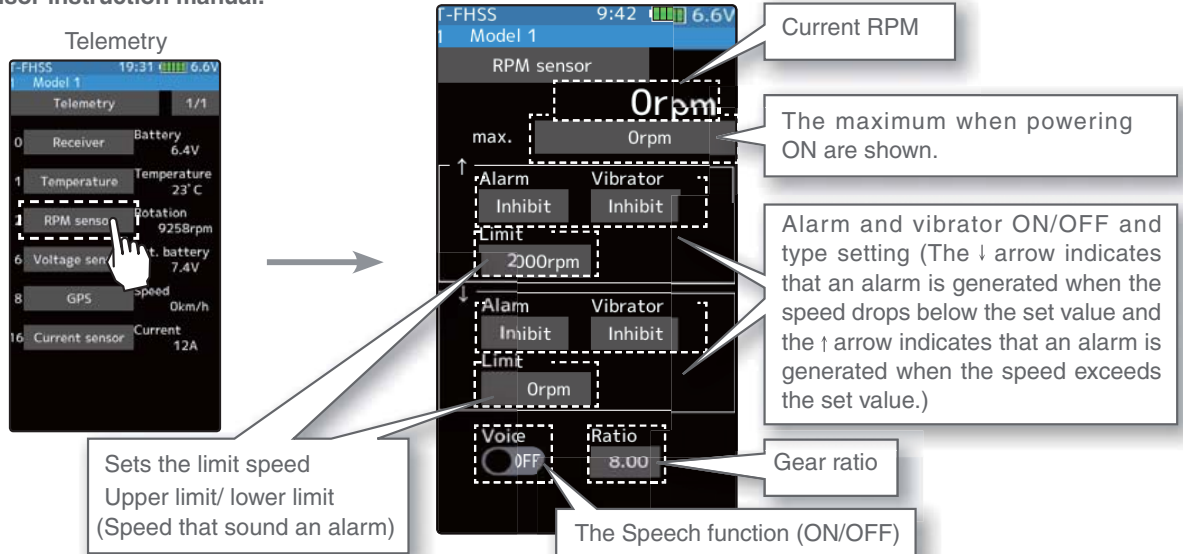 sor instruction manual.
Telemetry
T-FHSS 19:31 6.6V
1 Model 1
Telemetry 1/1
0 Receiver Battery
6.4V
1 Temperature Temperature
23°C
2 RPM senso Rotation
9258rpm
6 Voltage sen t. battery
7.4V
8 GPS Speed
0km/h
16 Current sensor Current
12A
T-FHSS 9:42 6.6V
1 Model 1
RPM sensor
0rpm
max. 0rpm
↑
Alarm Vibrator
Inhibit Inhibit
Limit
2000rpm
↓
Alarm Vibrator
Inhibit Inhibit
Limit
0rpm
Voice Ratio
OFF 8.00
Current RPM
The maximum when powering
ON are shown.
Alarm and vibrator ON/OFF and
type setting (The ↓ arrow indicates
that an alarm is generated when the
speed drops below the set value and
the ↑ arrow indicates that an alarm is
generated when the speed exceeds
the set value.)
Sets the limit speed
Upper limit/ lower limit
(Speed that sound an alarm)
Gear ratio
The Speech function (ON/OFF)